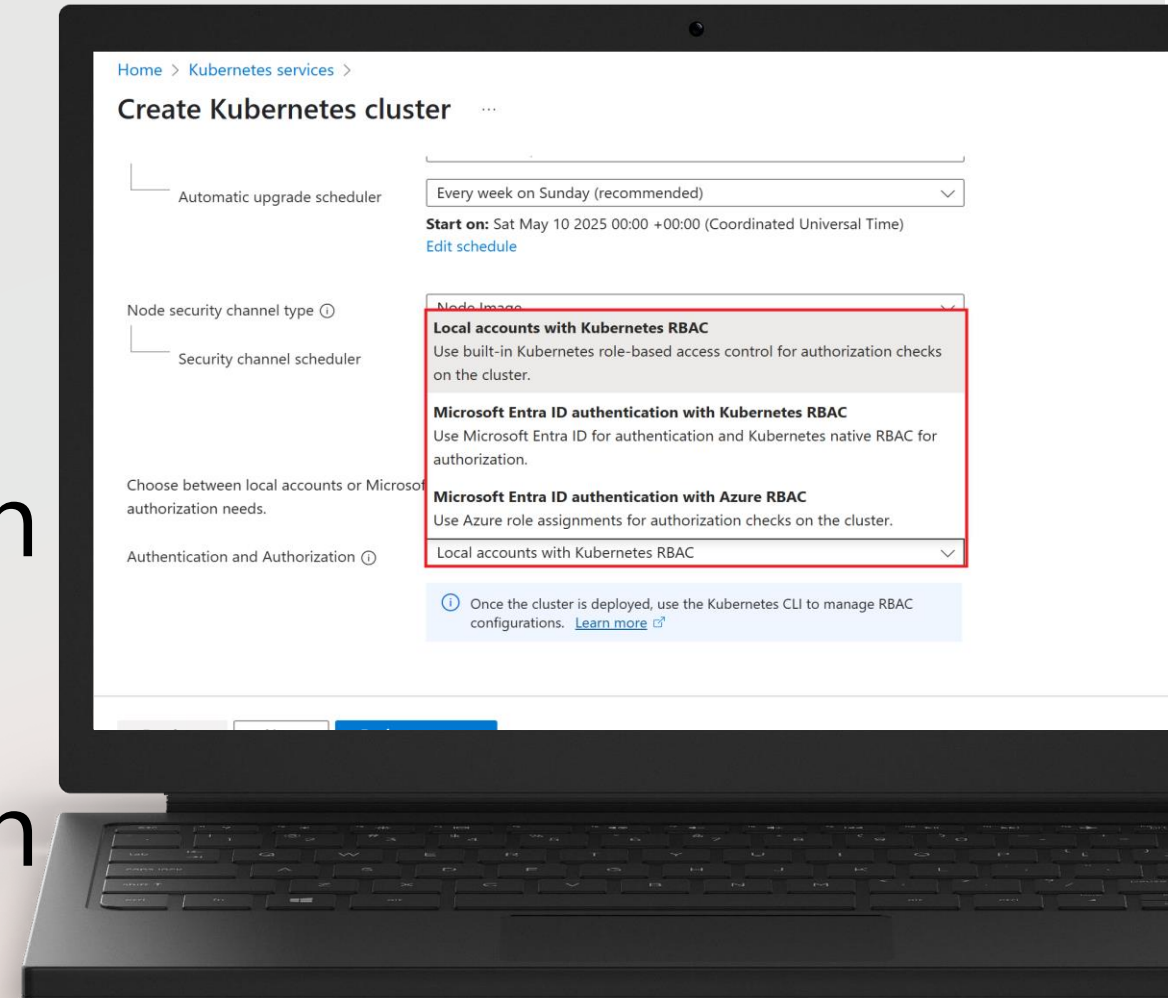 Home > Kubernetes services >
Create Kubernetes cluster ...
Automatic upgrade scheduler
Every week on Sunday (recommended)
Start on: Sat May 10 2025 00:00 +00:00 (Coordinated Universal Time)
Edit schedule
Node security channel type
Node Image
Security channel scheduler
Local accounts with Kubernetes RBAC
Use built-in Kubernetes role-based access control for authorization checks
on the cluster.
Microsoft Entra ID authentication with Kubernetes RBAC
Use Microsoft Entra ID for authentication and Kubernetes native RBAC for
authorization.
Microsoft Entra ID authentication with Azure RBAC
Use Azure role assignments for authorization checks on the cluster.
Choose between local accounts or Microsof
authorization needs.
Authentication and Authorization
Local accounts with Kubernetes RBAC
Once the cluster is deployed, use the Kubernetes CLI to manage RBAC
configurations. Learn more
n
n